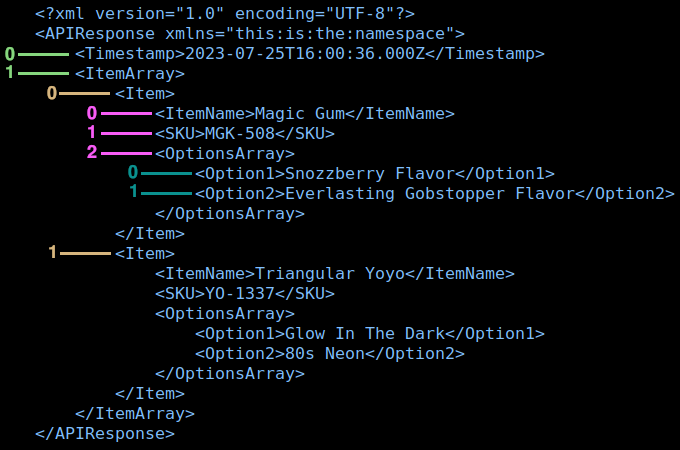 <?xml version="1.0" encoding="UTF-8"?>
<APIResponse xmlns="this:is:the:namespace">
0 <Timestamp>2023-07-25T16:00:36.000Z</Timestamp>
1 <ItemArray>
0 <Item>
0 <ItemName>Magic Gum</ItemName>
1 <SKU>MGK-508</SKU>
2 <OptionsArray>
0 <Option1>Snozzberry Flavor</Option1>
1 <Option2>Everlasting Gobstopper Flavor</Option2>
</OptionsArray>
</Item>
1 <Item>
<ItemName>Triangular Yoyo</ItemName>
<SKU>YO-1337</SKU>
<OptionsArray>
<Option1>Glow In The Dark</Option1>
<Option2>80s Neon</Option2>
</OptionsArray>
</Item>
</ItemArray>
</APIResponse>